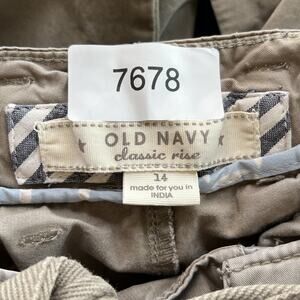 7678
OLD NAVY
classic rise
14
made for you in
INDIA